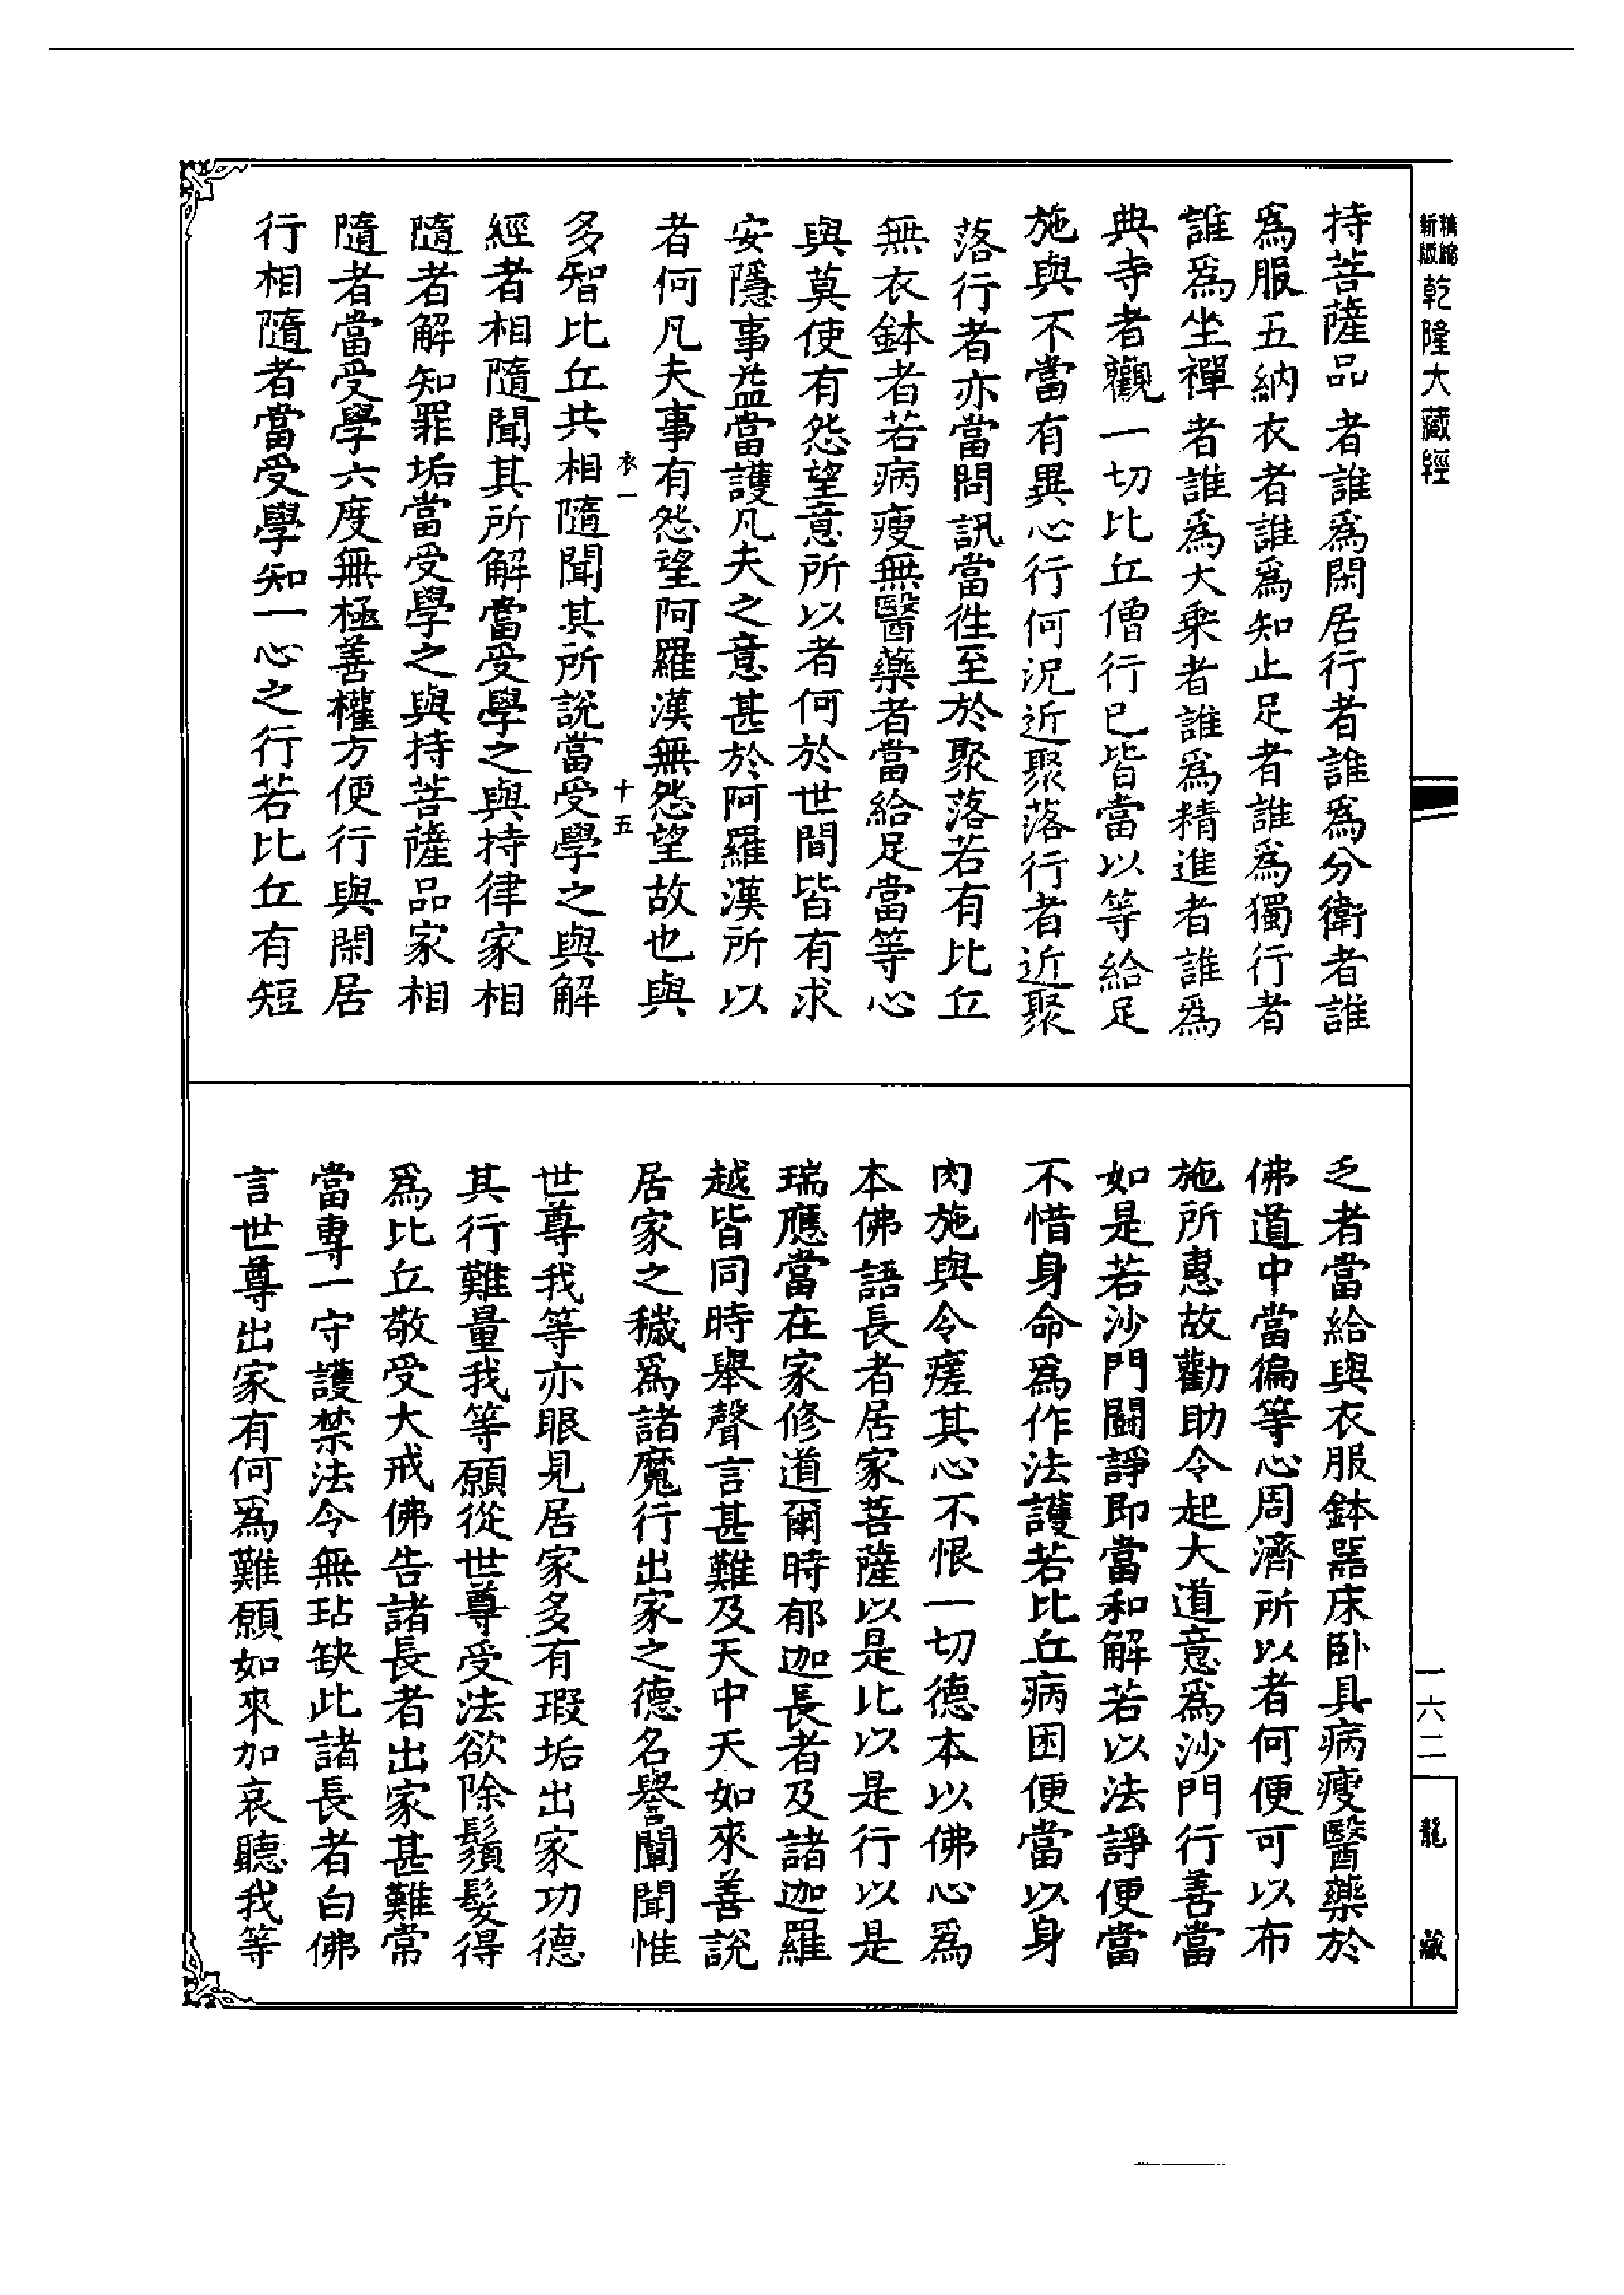 精縮新版乾隆大藏經
持菩薩品者誰爲閑居行者誰爲分衛者誰
爲服五納衣者誰爲知止足者誰爲獨行者
誰爲坐禪者誰爲大乘者誰爲精進者誰爲
典寺者觀一切比丘僧行已皆當以等給足
施與不當有異心行何況近聚落行者近聚
落行者亦當問訊當往至於聚落若有比丘
無衣鉢者若病瘦無醫藥者當給足當等心
與莫使有怨望意所以者何於世間皆有求
安隱事益當護凡夫之意甚於阿羅漢所以
者何凡夫事有怨望阿羅漢無怨望故也與
衣一 十五
多智比丘共相隨聞其所說當受學之與解
經者相隨聞其所解當受學之與持律家相
隨者解知罪垢當受學之與持菩薩品家相
隨者當受學六度無極善權方便行與閑居
行相隨者當受學知一心之行若比丘有短
乏者當給與衣服鉢器床卧具病瘦醫藥於
佛道中當徧等心周濟所以者何便可以布
施所惠故勸助令起大道意爲沙門行善當
如是若沙門鬬諍即當和解若以法諍便當
不惜身命爲作法護若比丘病困便當以身
肉施與令瘥其心不恨一切德本以佛心爲
本佛語長者居家菩薩以是比以是行以是
瑞應當在家修道爾時郁迦長者及諸迦羅
越皆同時舉聲言甚難及天中天如來善說
居家之穢爲諸魔行出家之德名譽闡聞惟
世尊我等亦眼見居家多有瑕垢出家功德
其行難量我等願從世尊受法欲除鬚髮得
爲比丘敬受大戒佛告諸長者出家甚難常
當專一守護禁法令無玷缺此諸長者白佛
言世尊出家有何爲難願如來加哀聽我等
一六二
龍藏